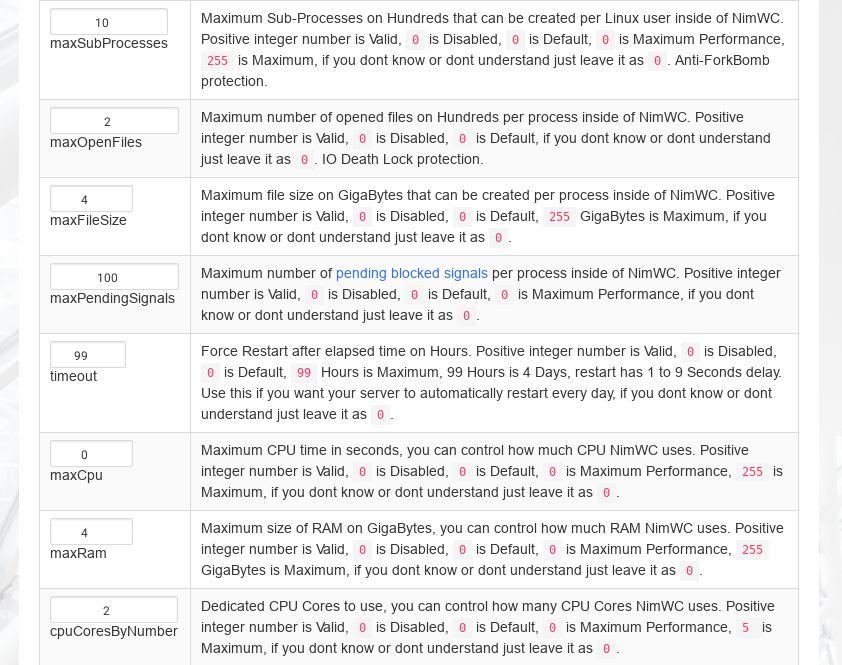 10
maxSubProcesses
Maximum Sub-Processes on Hundreds that can be created per Linux user inside of NimWC.
Positive integer number is Valid, 0 is Disabled, 0 is Default, 0 is Maximum Performance,
255 is Maximum, if you dont know or dont understand just leave it as 0 . Anti-ForkBomb
protection.
2
maxOpenFiles
Maximum number of opened files on Hundreds per process inside of NimWC. Positive
integer number is Valid, 0 is Disabled, 0 is Default, if you dont know or dont understand
just leave it as 0 . IO Death Lock protection.
4
maxFileSize
Maximum file size on GigaBytes that can be created per process inside of NimWC. Positive
integer number is Valid, 0 is Disabled, 0 is Default, 255 GigaBytes is Maximum, if you
dont know or dont understand just leave it as 0 .
100
maxPendingSignals
Maximum number of pending blocked signals per process inside of NimWC. Positive integer
number is Valid, 0 is Disabled, 0 is Default, 0 is Maximum Performance, if you dont
know or dont understand just leave it as 0 .
99
timeout
Force Restart after elapsed time on Hours. Positive integer number is Valid, 0 is Disabled,
0 is Default, 99 Hours is Maximum, 99 Hours is 4 Days, restart has 1 to 9 Seconds delay.
Use this if you want your server to automatically restart every day, if you dont know or dont
understand just leave it as 0 .
0
maxCpu
Maximum CPU time in seconds, you can control how much CPU NimWC uses. Positive
integer number is Valid, 0 is Disabled, 0 is Default, 0 is Maximum Performance, 255 is
Maximum, if you dont know or dont understand just leave it as 0 .
4
maxRam
Maximum size of RAM on GigaBytes, you can control how much RAM NimWC uses. Positive
integer number is Valid, 0 is Disabled, 0 is Default, 0 is Maximum Performance, 255
GigaBytes is Maximum, if you dont know or dont understand just leave it as 0 .
2
cpuCoresByNumber
Dedicated CPU Cores to use, you can control how many CPU Cores NimWC uses. Positive
integer number is Valid, 0 is Disabled, 0 is Default, 0 is Maximum Performance, 5 is
Maximum, if you dont know or dont understand just leave it as 0 .